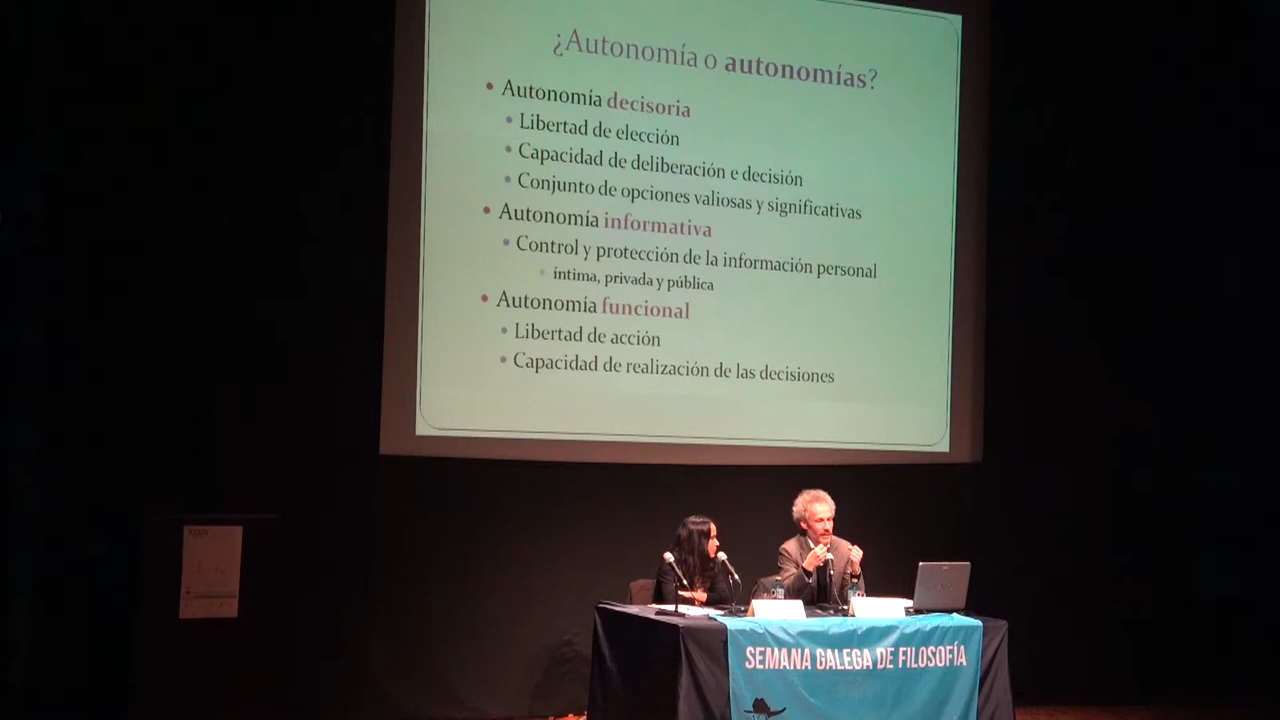 ¿Autonomía o autonomías?
Autonomía decisoria
Libertad de elección
Capacidad de deliberación e decisión
Conjunto de opciones valiosas y significativas
Autonomía informativa
Control y protección de la información personal
íntima, privada y pública
Autonomía funcional
Libertad de acción
Capacidad de realización de las decisiones
SEMANA GALEGA DE FILOSOFÍA